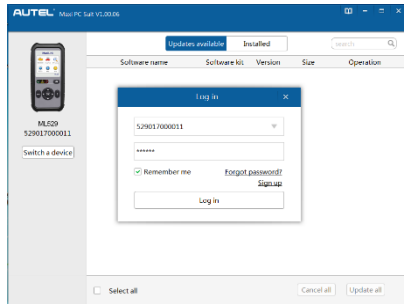 AUTEL Maxi PC Suit V1.00.06
Updates available Installed
search
Software name Software kit Version Size Operation
Log in
ML529
529017000011
Switch a device
529017000011
******
Remember me Forgot password?
Sign up
Log in
Select all Cancel all Update all